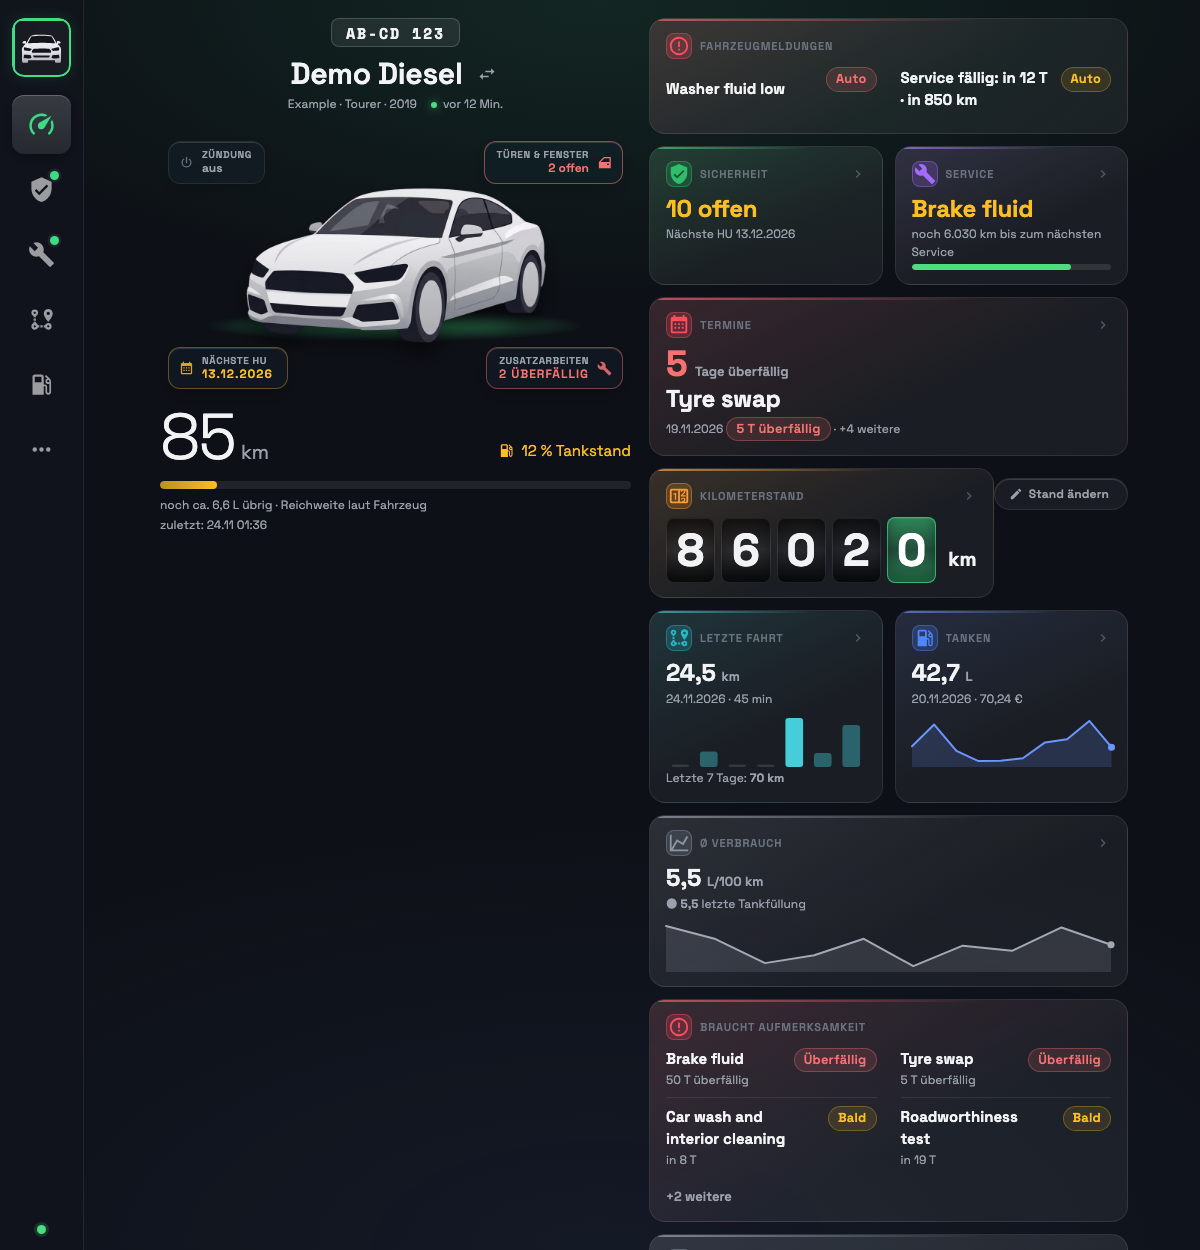 AB-CD 123
Demo Diesel
Example · Tourer · 2019 vor 12 Min.
ZÜNDUNG
aus
TÜREN & FENSTER
2 offen
NÄCHSTE HU
13.12.2026
ZUSATZARBEITEN
2 ÜBERFÄLLIG
85 km
12 % Tankstand
noch ca. 6,6 L übrig · Reichweite laut Fahrzeug
zuletzt: 24.11 01:36
FAHRZEUGMELDUNGEN
Washer fluid low
Auto
Service fällig: in 12 T
· in 850 km
Auto
SICHERHEIT
10 offen
Nächste HU 13.12.2026
SERVICE
Brake fluid
noch 6.030 km bis zum nächsten
Service
TERMINE
5 Tage überfällig
Tyre swap
19.11.2026 5 T überfällig · +4 weitere
KILOMETERSTAND
8 6 0 2 0 km
Stand ändern
LETZTE FAHRT
24,5 km
24.11.2026 · 45 min
Letzte 7 Tage: 70 km
TANKEN
42,7 L
20.11.2026 · 70,24 €
Ø VERBRAUCH
5,5 L/100 km
5,5 letzte Tankfüllung
BRAUCHT AUFMERKSAMKEIT
Brake fluid
Überfällig
50 T überfällig
Tyre swap
Überfällig
5 T überfällig
Car wash and
interior cleaning
Bald
in 8 T
Roadworthiness
test
Bald
in 19 T
+2 weitere